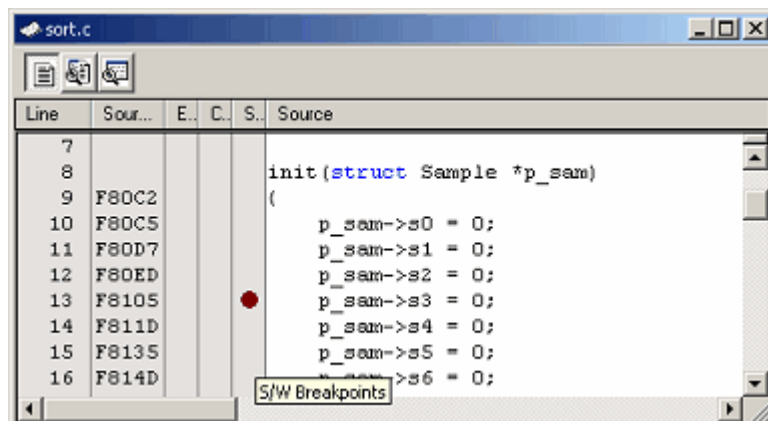 sort.c
Line Sour... E.. C.. S.. Source
7
8 init(struct Sample *p_sam)
9 F80C2 {
10 F80C5 p_sam->s0 = 0;
11 F80D7 p_sam->s1 = 0;
12 F80ED p_sam->s2 = 0;
13 F8105 p_sam->s3 = 0;
14 F811D p_sam->s4 = 0;
15 F8135 p_sam->s5 = 0;
16 F814D p_sam->s6 = 0;
S/W Breakpoints